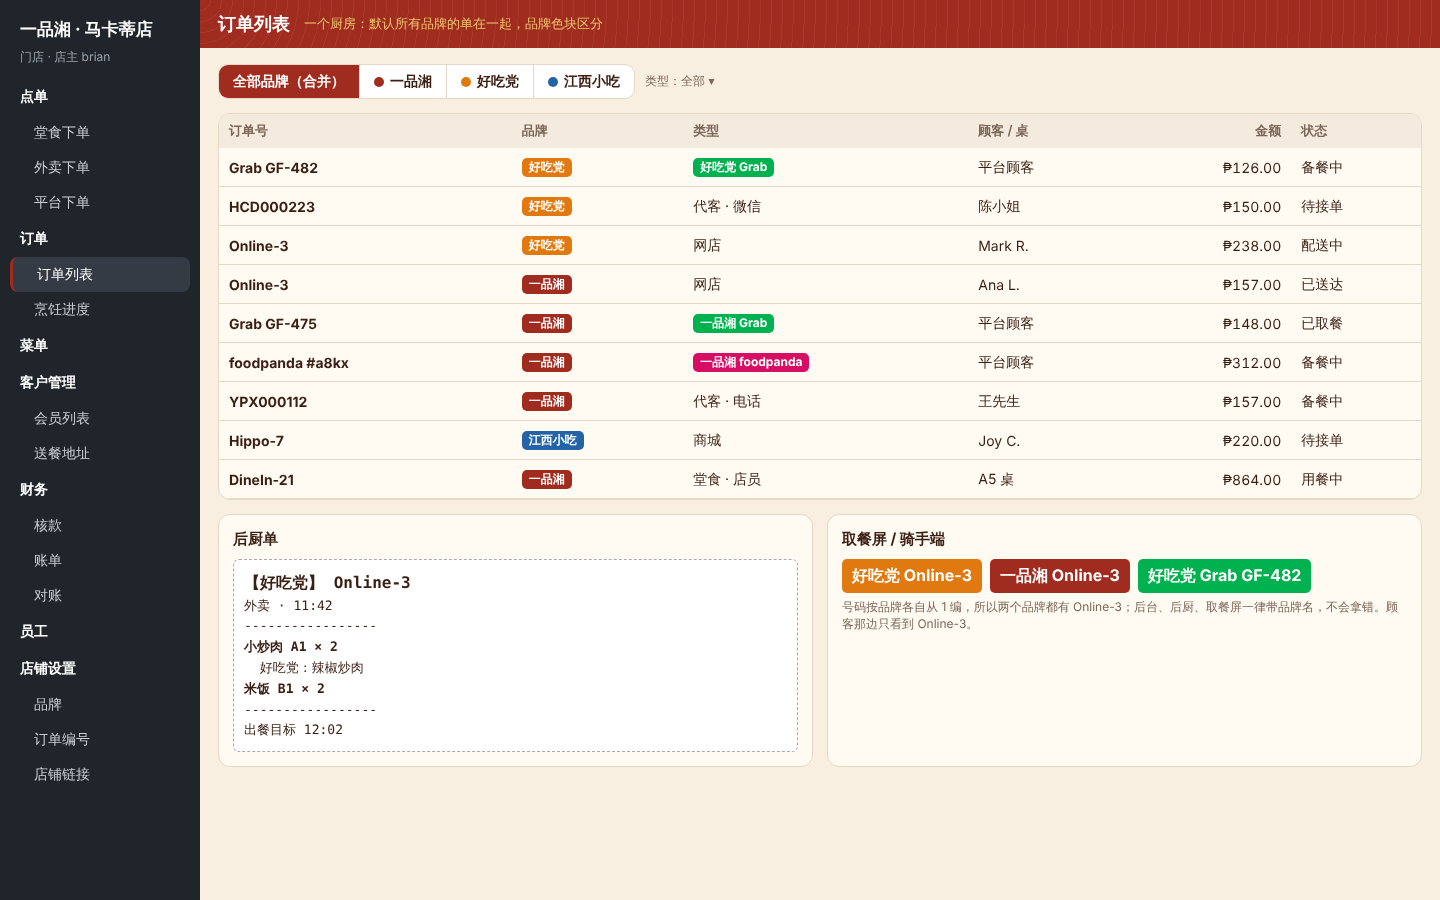 一品湘 · 马卡蒂店
门店 · 店主 brian
点单
堂食下单
外卖下单
平台下单
订单
订单列表
烹饪进度
菜单
客户管理
会员列表
送餐地址
财务
核款
账单
对账
员工
店铺设置
品牌
订单编号
店铺链接
订单列表 一个厨房：默认所有品牌的单在一起，品牌色块区分
全部品牌（合并） 一品湘 好吃党 江西小吃 类型：全部 ▾
订单号 品牌 类型 顾客 / 桌 金额 状态
Grab GF-482 好吃党 好吃党 Grab 平台顾客 ₱126.00 备餐中
HCD000223 好吃党 代客 · 微信 陈小姐 ₱150.00 待接单
Online-3 好吃党 网店 Mark R. ₱238.00 配送中
Online-3 一品湘 网店 Ana L. ₱157.00 已送达
Grab GF-475 一品湘 一品湘 Grab 平台顾客 ₱148.00 已取餐
foodpanda #a8kx 一品湘 一品湘 foodpanda 平台顾客 ₱312.00 备餐中
YPX000112 一品湘 代客 · 电话 王先生 ₱157.00 备餐中
Hippo-7 江西小吃 商城 Joy C. ₱220.00 待接单
DineIn-21 一品湘 堂食 · 店员 A5 桌 ₱864.00 用餐中
后厨单
【好吃党】 Online-3
外卖 · 11:42
-----------------
小炒肉 A1 × 2
好吃党：辣椒炒肉
米饭 B1 × 2
-----------------
出餐目标 12:02
取餐屏 / 骑手端
好吃党 Online-3 一品湘 Online-3 好吃党 Grab GF-482
号码按品牌各自从 1 编，所以两个品牌都有 Online-3；后台、后厨、取餐屏一律带品牌名，不会拿错。顾
客那边只看到 Online-3。